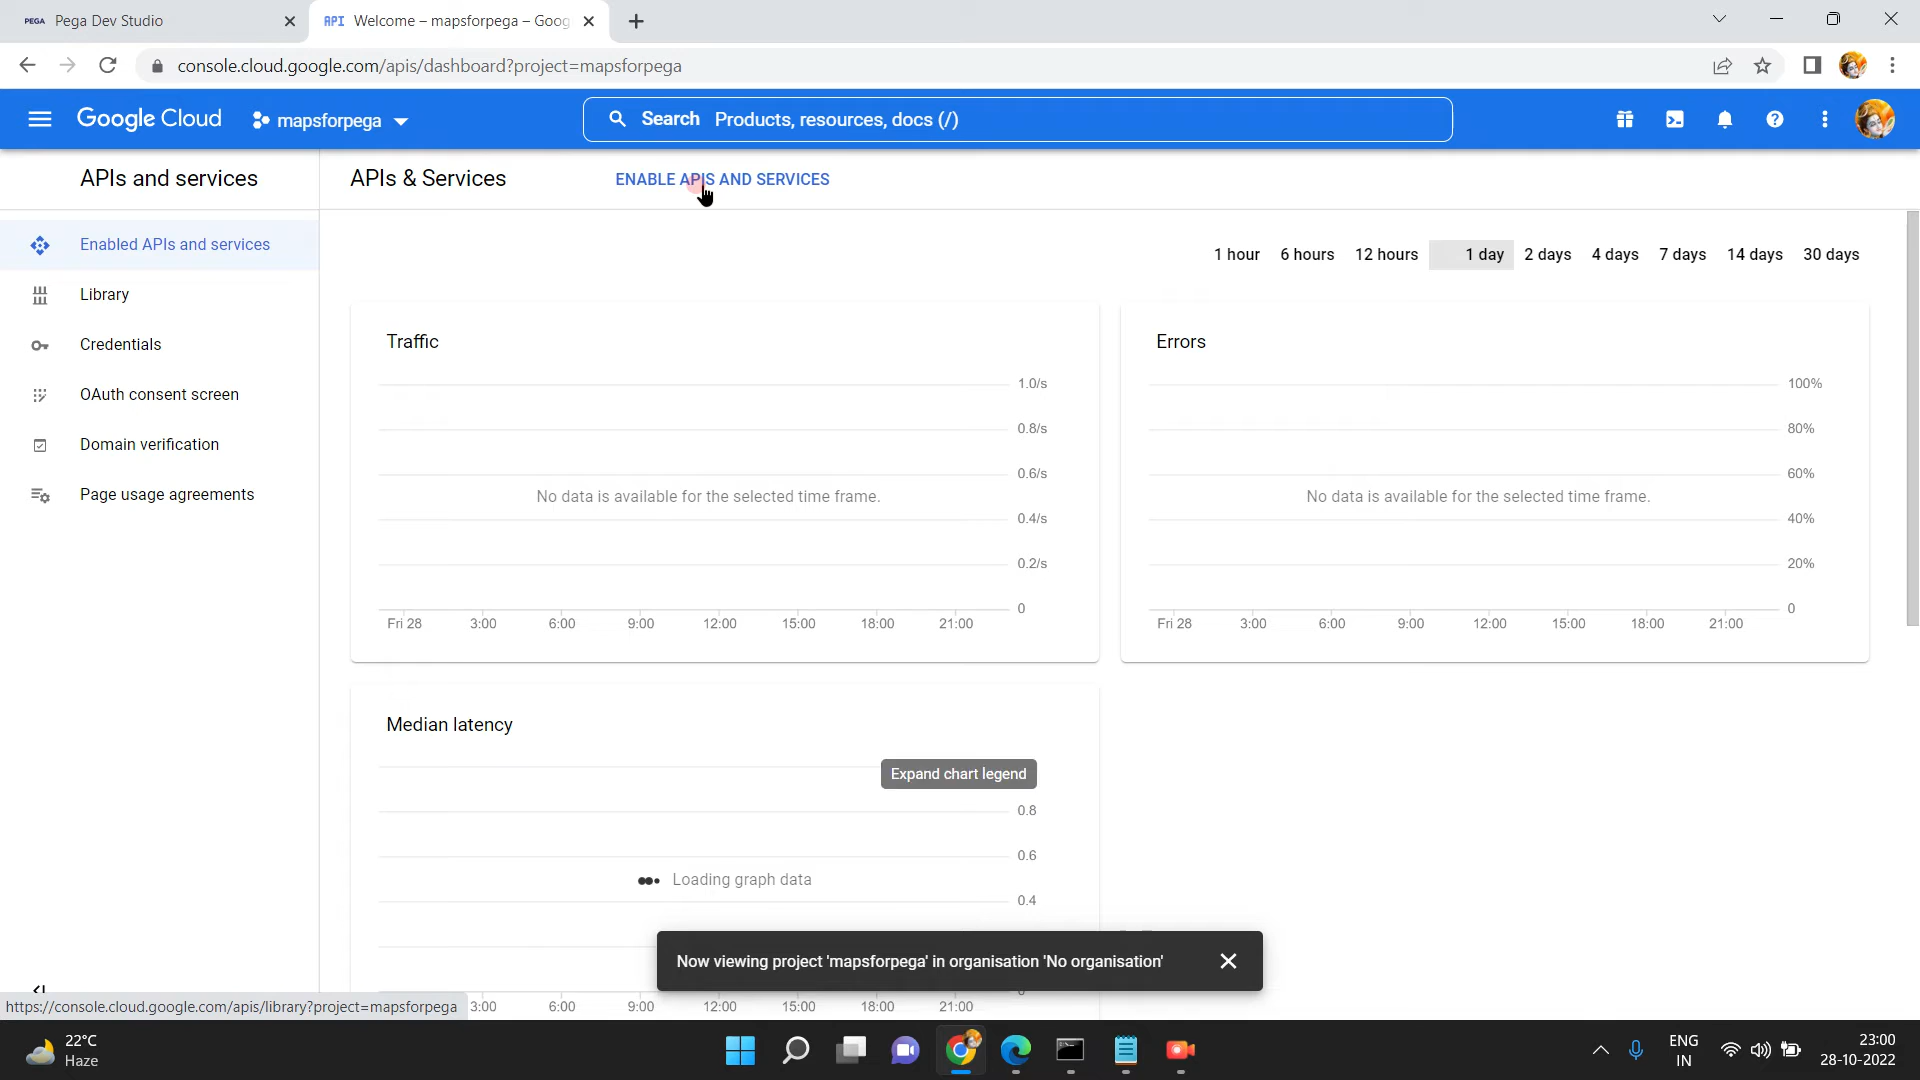 PEGA Pega Dev Studio
API Welcome – mapsforpega – Goog
console.cloud.google.com/apis/dashboard?project=mapsforpega
Google Cloud
mapsforpega
Search Products, resources, docs (/)
APIs and services
APIs & Services
ENABLE APIS AND SERVICES
Enabled APIs and services
Library
Credentials
OAuth consent screen
Domain verification
Page usage agreements
1 hour 6 hours 12 hours 1 day 2 days 4 days 7 days 14 days 30 days
Traffic
1.0/s
0.8/s
0.6/s
No data is available for the selected time frame.
0.4/s
0.2/s
0
Fri 28 3:00 6:00 9:00 12:00 15:00 18:00 21:00
Errors
100%
80%
60%
No data is available for the selected time frame.
40%
20%
0
Fri 28 3:00 6:00 9:00 12:00 15:00 18:00 21:00
Median latency
Expand chart legend
0.8
0.6
Loading graph data
0.4
Now viewing project 'mapsforpega' in organisation 'No organisation'
3:00 6:00 9:00 12:00 15:00 18:00 21:00
https://console.cloud.google.com/apis/library?project=mapsforpega
22°C
Haze
ENG
IN
23:00
28-10-2022